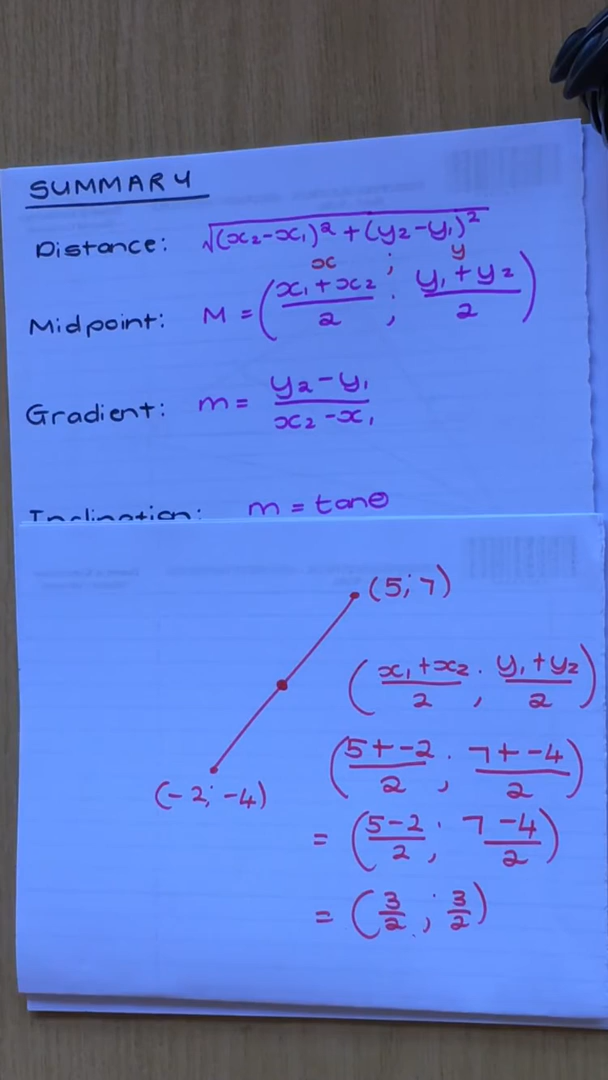 SUMMARY
Distance: √(x₂-x₁)² + (y₂-y₁)²
x ; y
Midpoint: M = ( x₁+x₂/2 ; y₁+y₂/2 )
Gradient: m = y₂-y₁/x₂-x₁
Inclination: m = tanθ
(5;7)
( x₁+x₂/2 ; y₁+y₂/2 )
( 5+-2/2 ; 7+-4/2 )
(-2;-4)
= ( 5-2/2 ; 7-4/2 )
= ( 3/2 ; 3/2 )